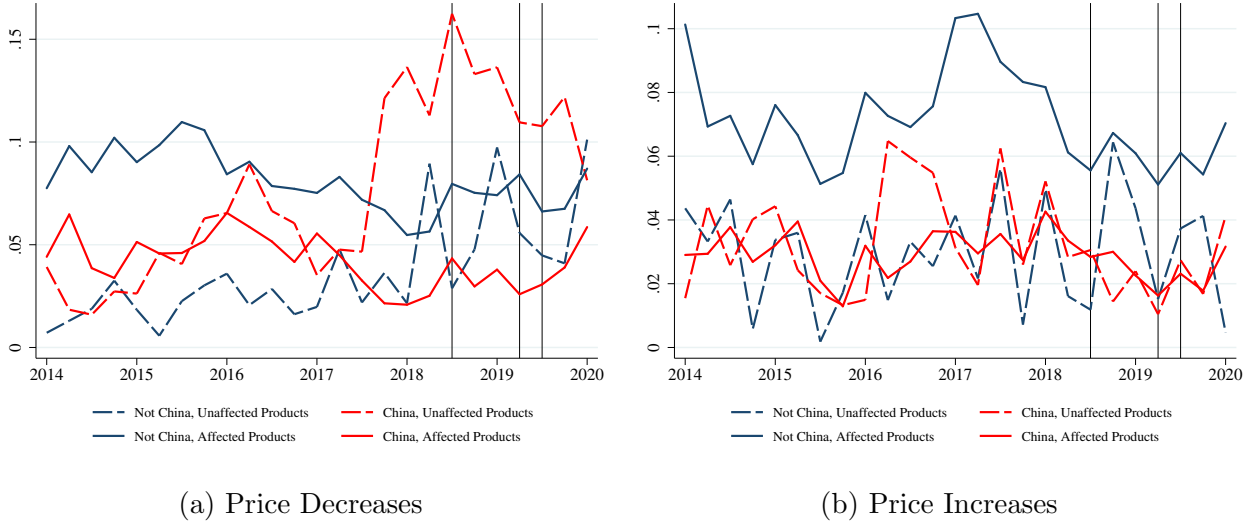 .15
.1
.05
0
2014 2015 2016 2017 2018 2019 2020
Not China, Unaffected Products China, Unaffected Products
Not China, Affected Products China, Affected Products
(a) Price Decreases
.1
.08
.06
.04
.02
0
2014 2015 2016 2017 2018 2019 2020
Not China, Unaffected Products China, Unaffected Products
Not China, Affected Products China, Affected Products
(b) Price Increases